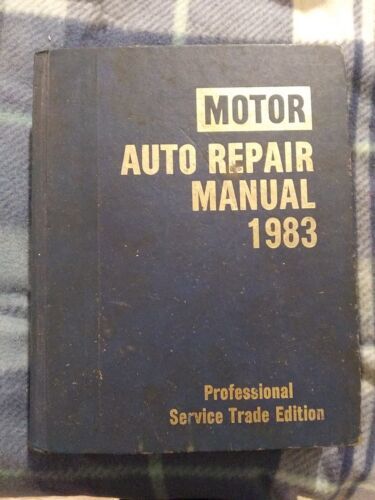 MOTOR
AUTO REPAIR
MANUAL
1983
Professional
Service Trade Edition